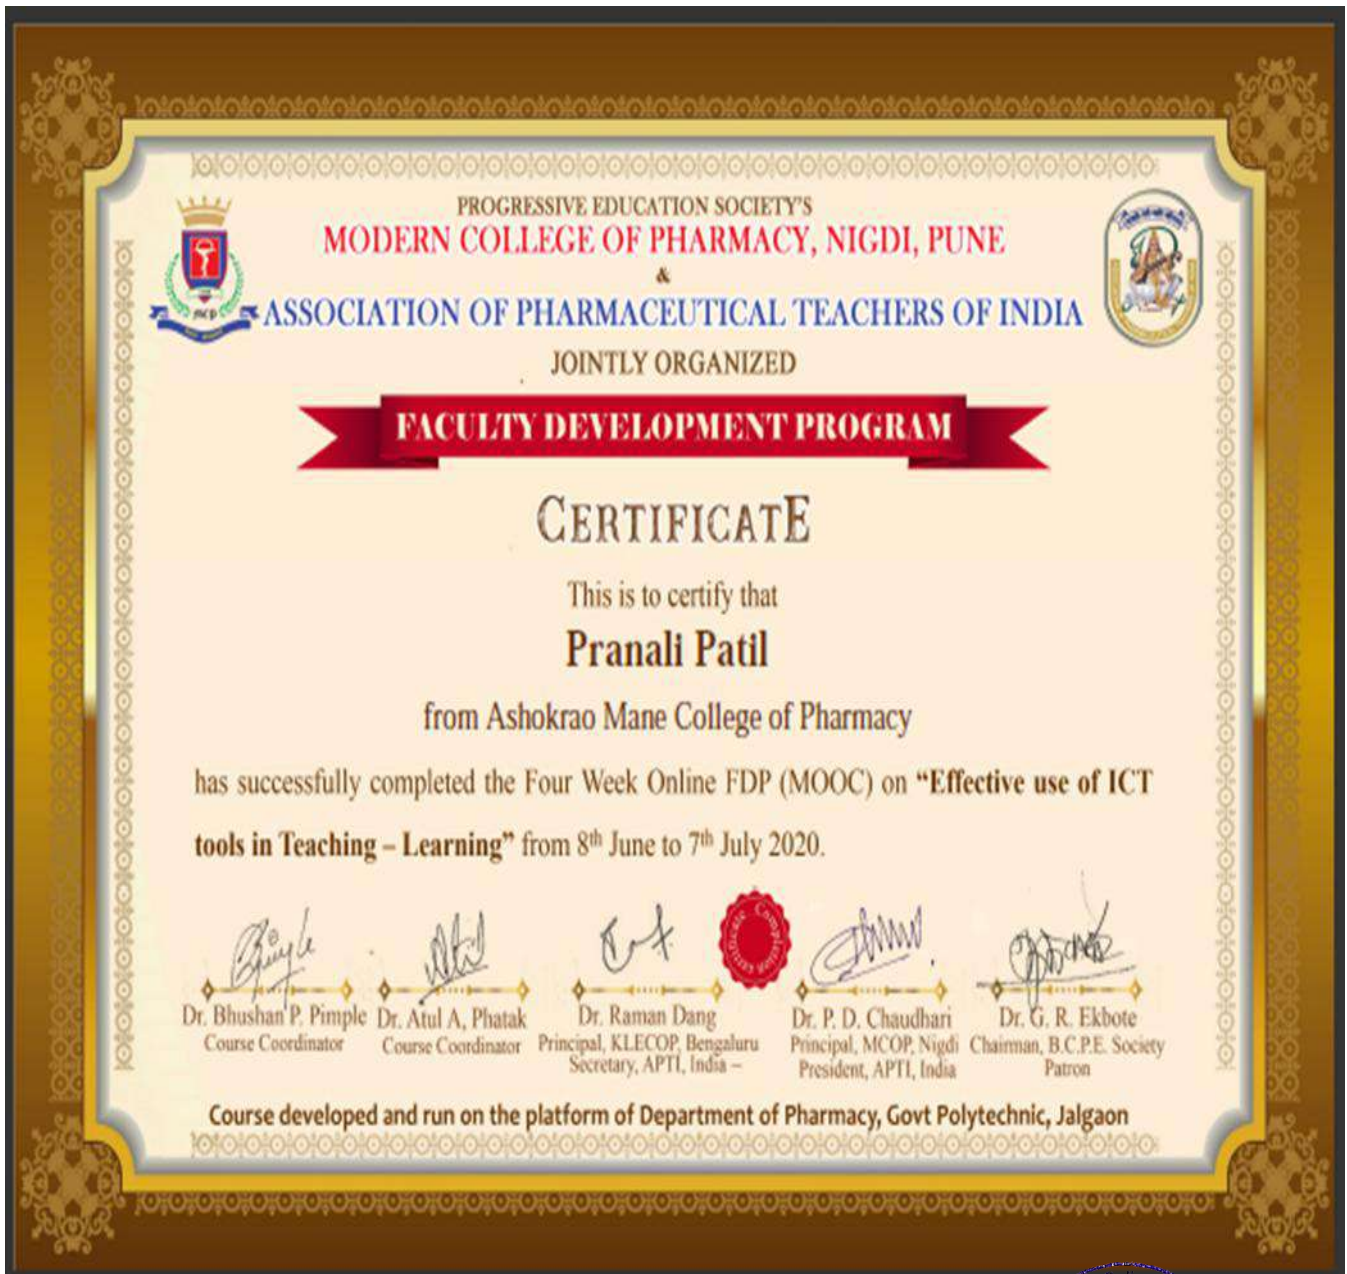 PROGRESSIVE EDUCATION SOCIETY'S
MODERN COLLEGE OF PHARMACY, NIGDI, PUNE
&
ASSOCIATION OF PHARMACEUTICAL TEACHERS OF INDIA
JOINTLY ORGANIZED
FACULTY DEVELOPMENT PROGRAM
CERTIFICATE
This is to certify that
Pranali Patil
from Ashokrao Mane College of Pharmacy
has successfully completed the Four Week Online FDP (MOOC) on “Effective use of ICT
tools in Teaching – Learning” from 8th June to 7th July 2020.
Certificate Completion
Dr. Bhushan P. Pimple Dr. Atul A, Phatak Dr. Raman Dang Dr. P. D. Chaudhari Dr. G. R. Ekbote
Course Coordinator Course Coordinator Principal, KLECOP, Bengaluru Principal, MCOP, Nigdi Chairman, B.C.P.E. Society
Secretary, APTI, India – President, APTI, India Patron
Course developed and run on the platform of Department of Pharmacy, Govt Polytechnic, Jalgaon